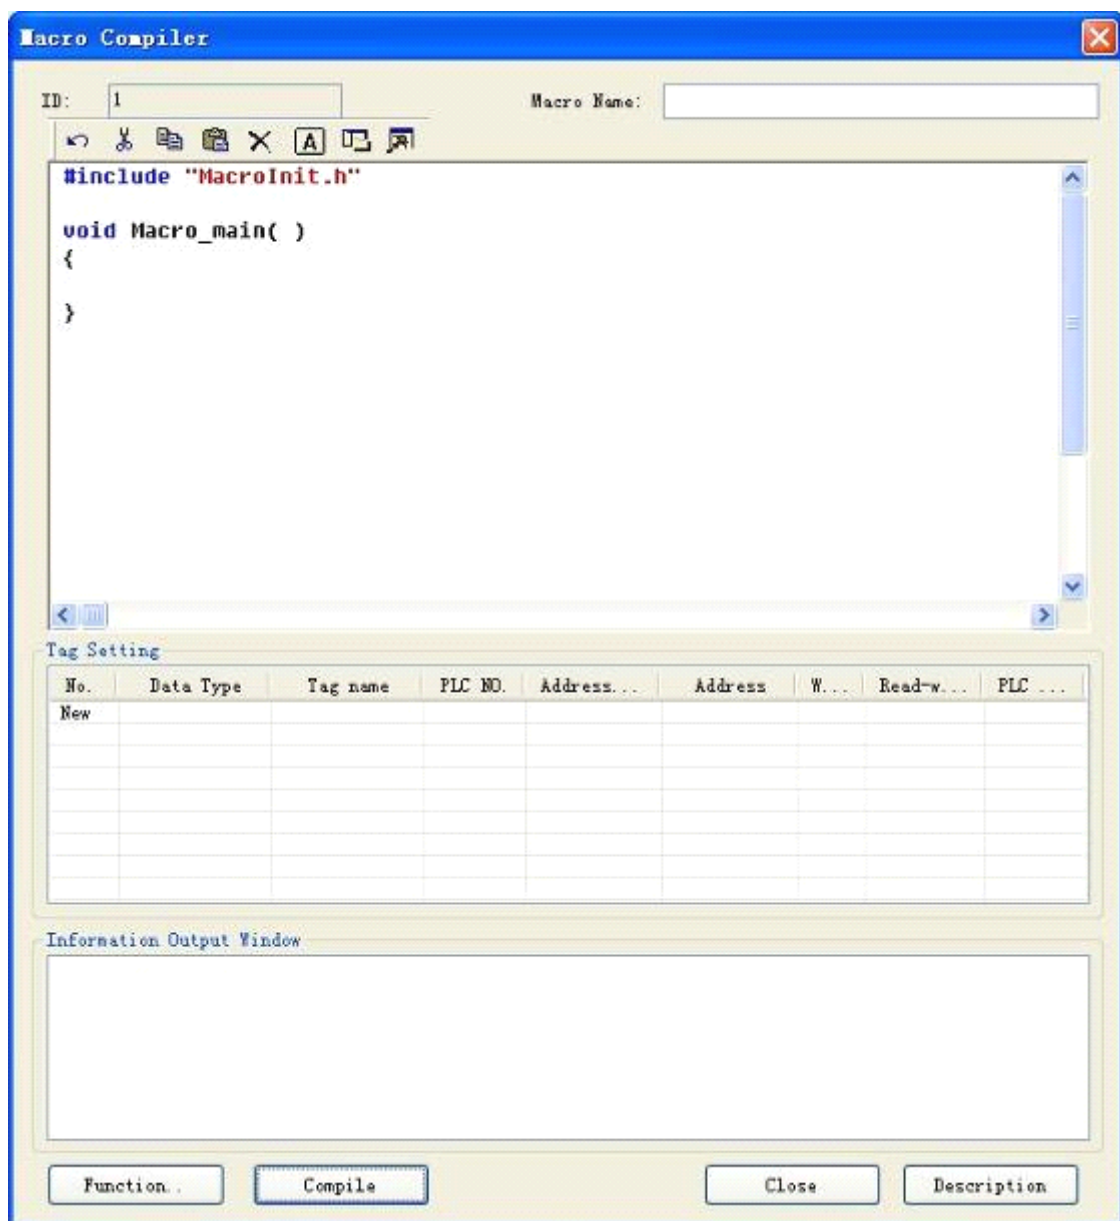 Macro Compiler
ID: 1 Macro Name:
A
#include "MacroInit.h"
void Macro_main( )
{
}
Tag Setting
No. Data Type Tag name PLC NO. Address... Address W... Read-w... PLC ...
New
Information Output Window
Function.. Compile Close Description